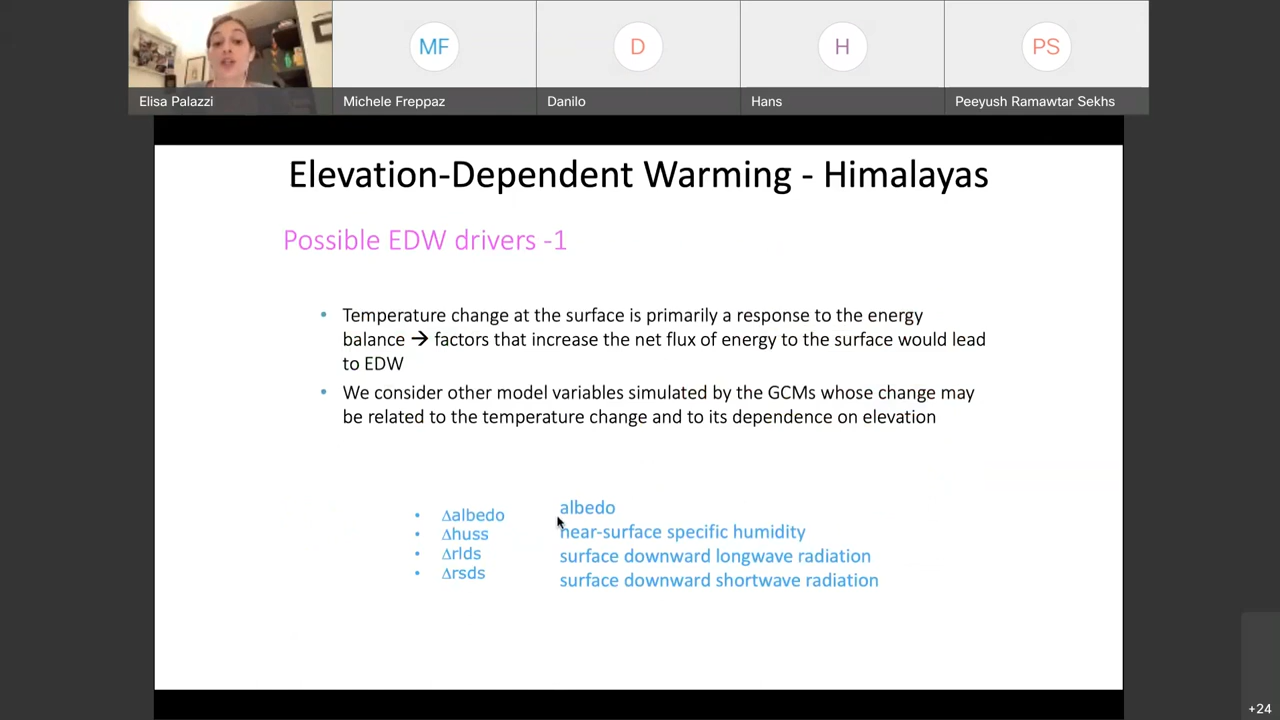 MF
D
H
PS
Elisa Palazzi
Michele Freppaz
Danilo
Hans
Peeyush Ramawtar Sekhs
Elevation-Dependent Warming - Himalayas
Possible EDW drivers -1
• Temperature change at the surface is primarily a response to the energy
balance → factors that increase the net flux of energy to the surface would lead
to EDW
• We consider other model variables simulated by the GCMs whose change may
be related to the temperature change and to its dependence on elevation
• Δalbedo
• Δhuss
• Δrlds
• Δrsds
albedo
near-surface specific humidity
surface downward longwave radiation
surface downward shortwave radiation
+24